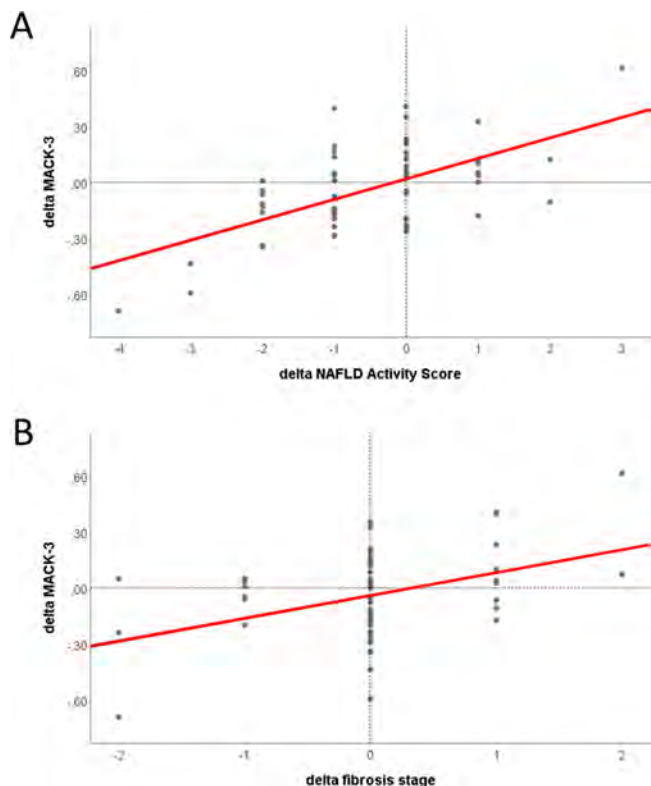 A
delta MACK-3
,60
,30
,00
-,30
-,60
-4 -3 -2 -1 0 1 2 3
delta NAFLD Activity Score
B
delta MACK-3
,60
,30
,00
-,30
-,60
-2 -1 0 1 2
delta fibrosis stage